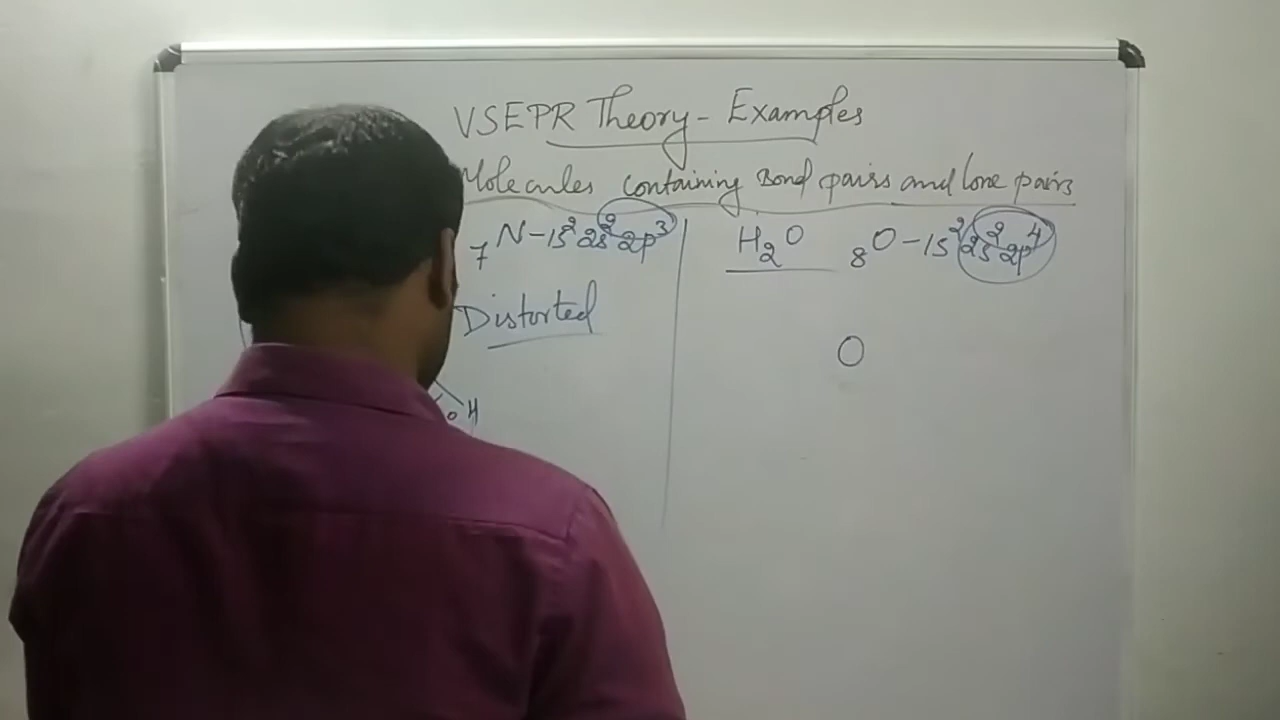 VSEPR Theory - Examples
Molecules containing Bond pairs and lone pairs
₇N - 1s² 2s² 2p³
H₂O ₈O - 1s² 2s² 2p⁴
Distorted
O
H